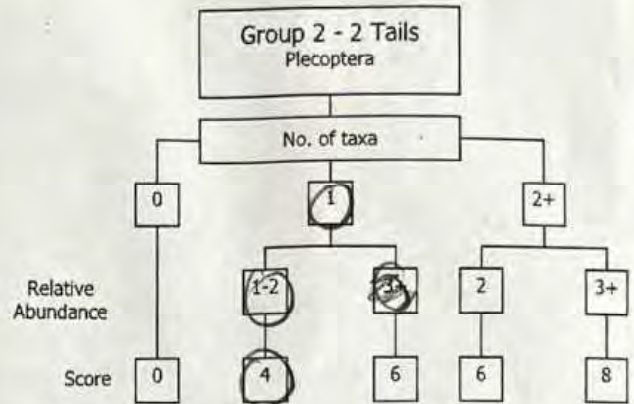 Group 2 - 2 Tails
Plecoptera
No. of taxa
0 1 2+
Relative
Abundance
1-2 3+ 2 3+
Score 0 4 6 6 8